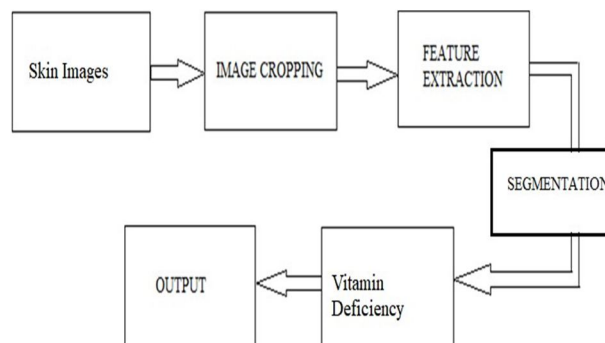 Skin Images
IMAGE CROPPING
FEATURE
EXTRACTION
SEGMENTATION
Vitamin
Deficiency
OUTPUT